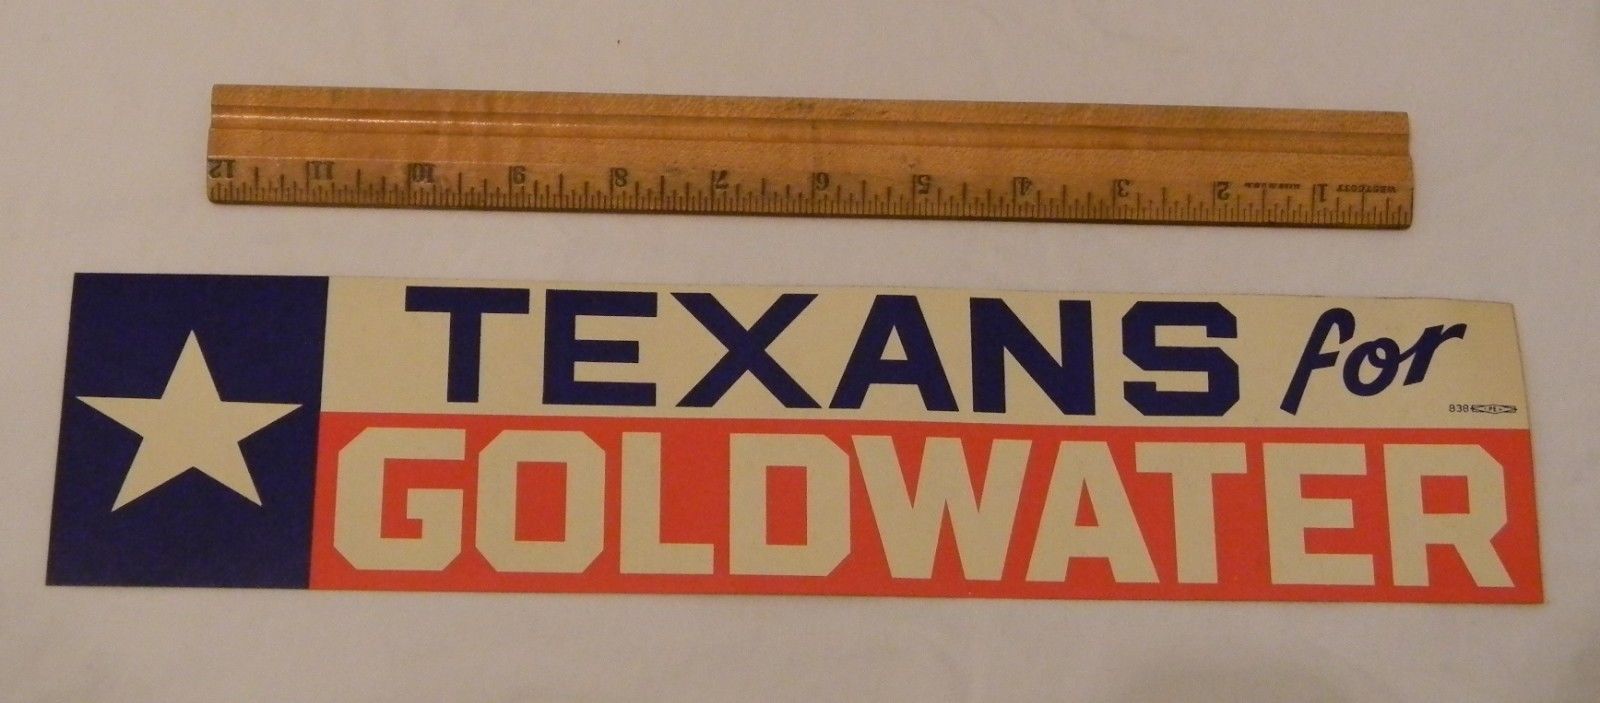 12 11 10 9 8 7 6 5 4 3 2 1
WESTCOTT
TEXANS for
838
GOLDWATER